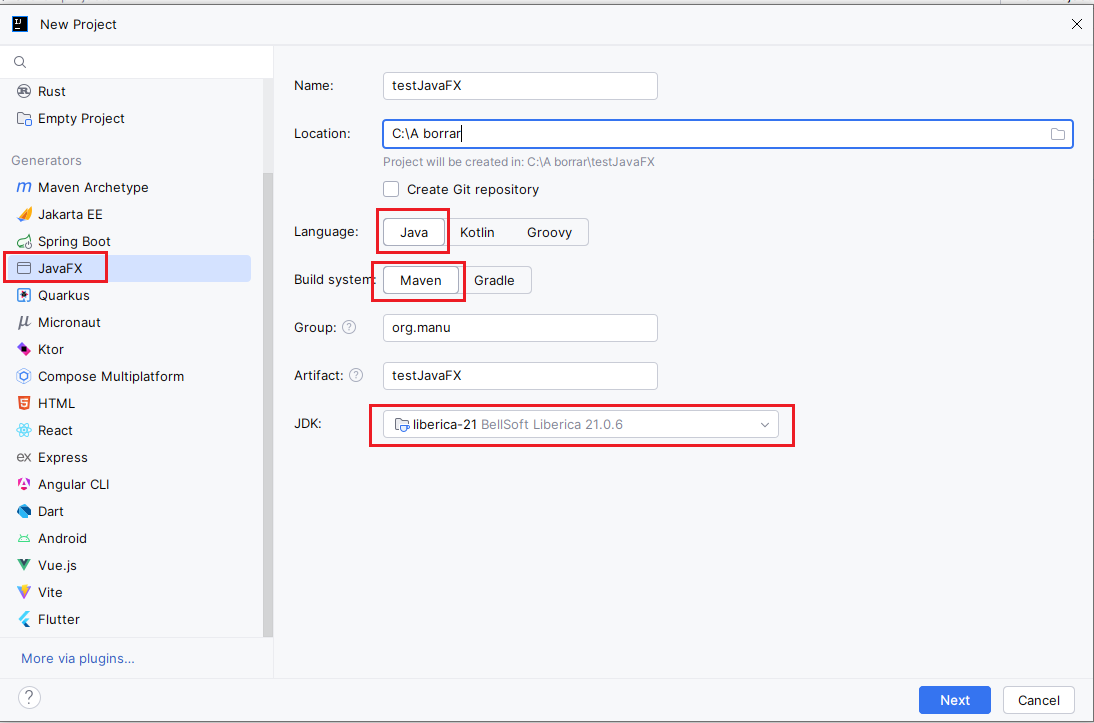 New Project
Rust
Empty Project
Generators
Maven Archetype
Jakarta EE
Spring Boot
JavaFX
Quarkus
Micronaut
Ktor
Compose Multiplatform
HTML
React
Express
Angular CLI
Dart
Android
Vue.js
Vite
Flutter
More via plugins...
Name: testJavaFX
Location: C:\A borrar
Project will be created in: C:\A borrar\testJavaFX
Create Git repository
Language: Java Kotlin Groovy
Build system: Maven Gradle
Group: ? org.manu
Artifact: ? testJavaFX
JDK: liberica-21 BellSoft Liberica 21.0.6
? Next Cancel